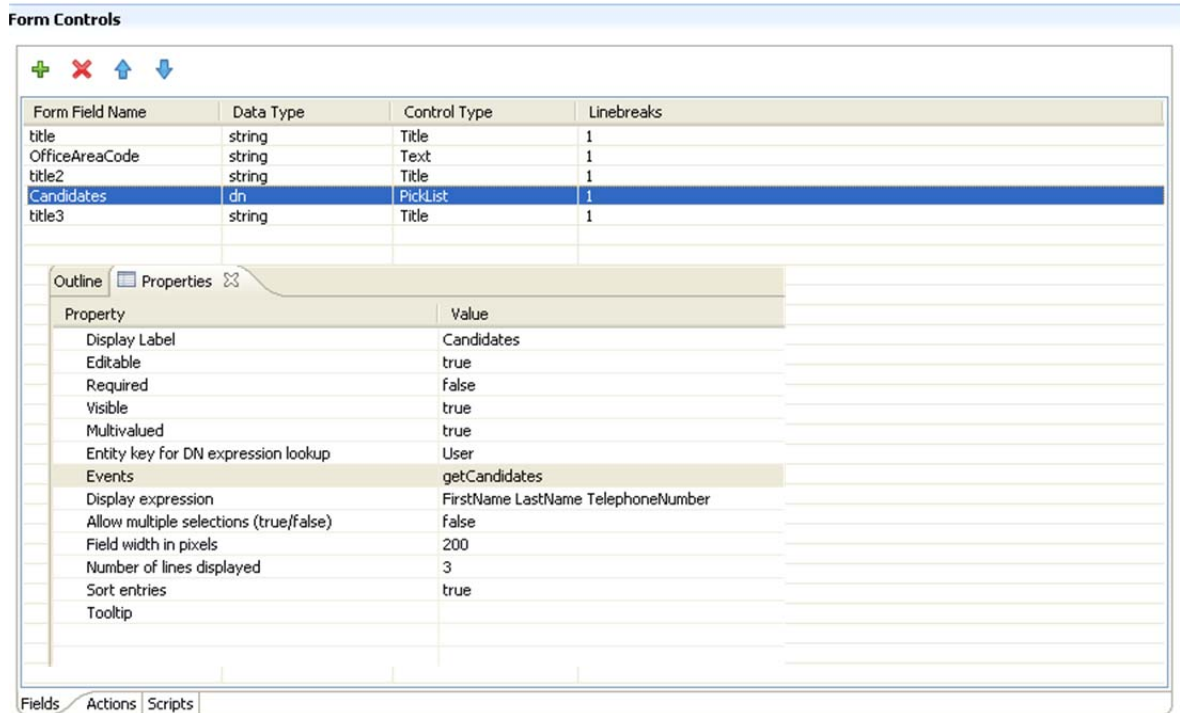 Form Controls
Form Field Name Data Type Control Type Linebreaks
title string Title 1
OfficeAreaCode string Text 1
title2 string Title 1
Candidates dn PickList 1
title3 string Title 1
Outline Properties
Property Value
Display Label Candidates
Editable true
Required false
Visible true
Multivalued true
Entity key for DN expression lookup User
Events getCandidates
Display expression FirstName LastName TelephoneNumber
Allow multiple selections (true/false) false
Field width in pixels 200
Number of lines displayed 3
Sort entries true
Tooltip
Fields Actions Scripts